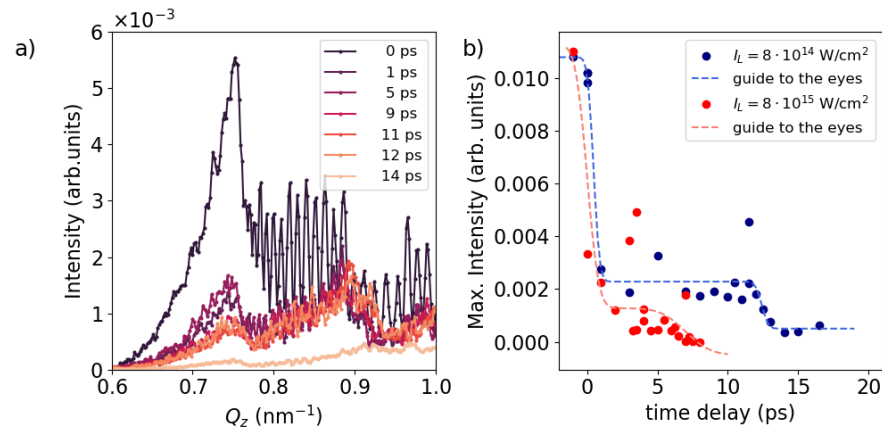 a)
×10⁻³
Intensity (arb.units)
6
5
4
3
2
1
0
0.6 0.7 0.8 0.9 1.0
Q_z (nm⁻¹)
0 ps
1 ps
5 ps
9 ps
11 ps
12 ps
14 ps
b)
Max. Intensity (arb. units)
0.010
0.008
0.006
0.004
0.002
0.000
0 5 10 15 20
time delay (ps)
I_L = 8 · 10¹⁴ W/cm²
guide to the eyes
I_L = 8 · 10¹⁵ W/cm²
guide to the eyes